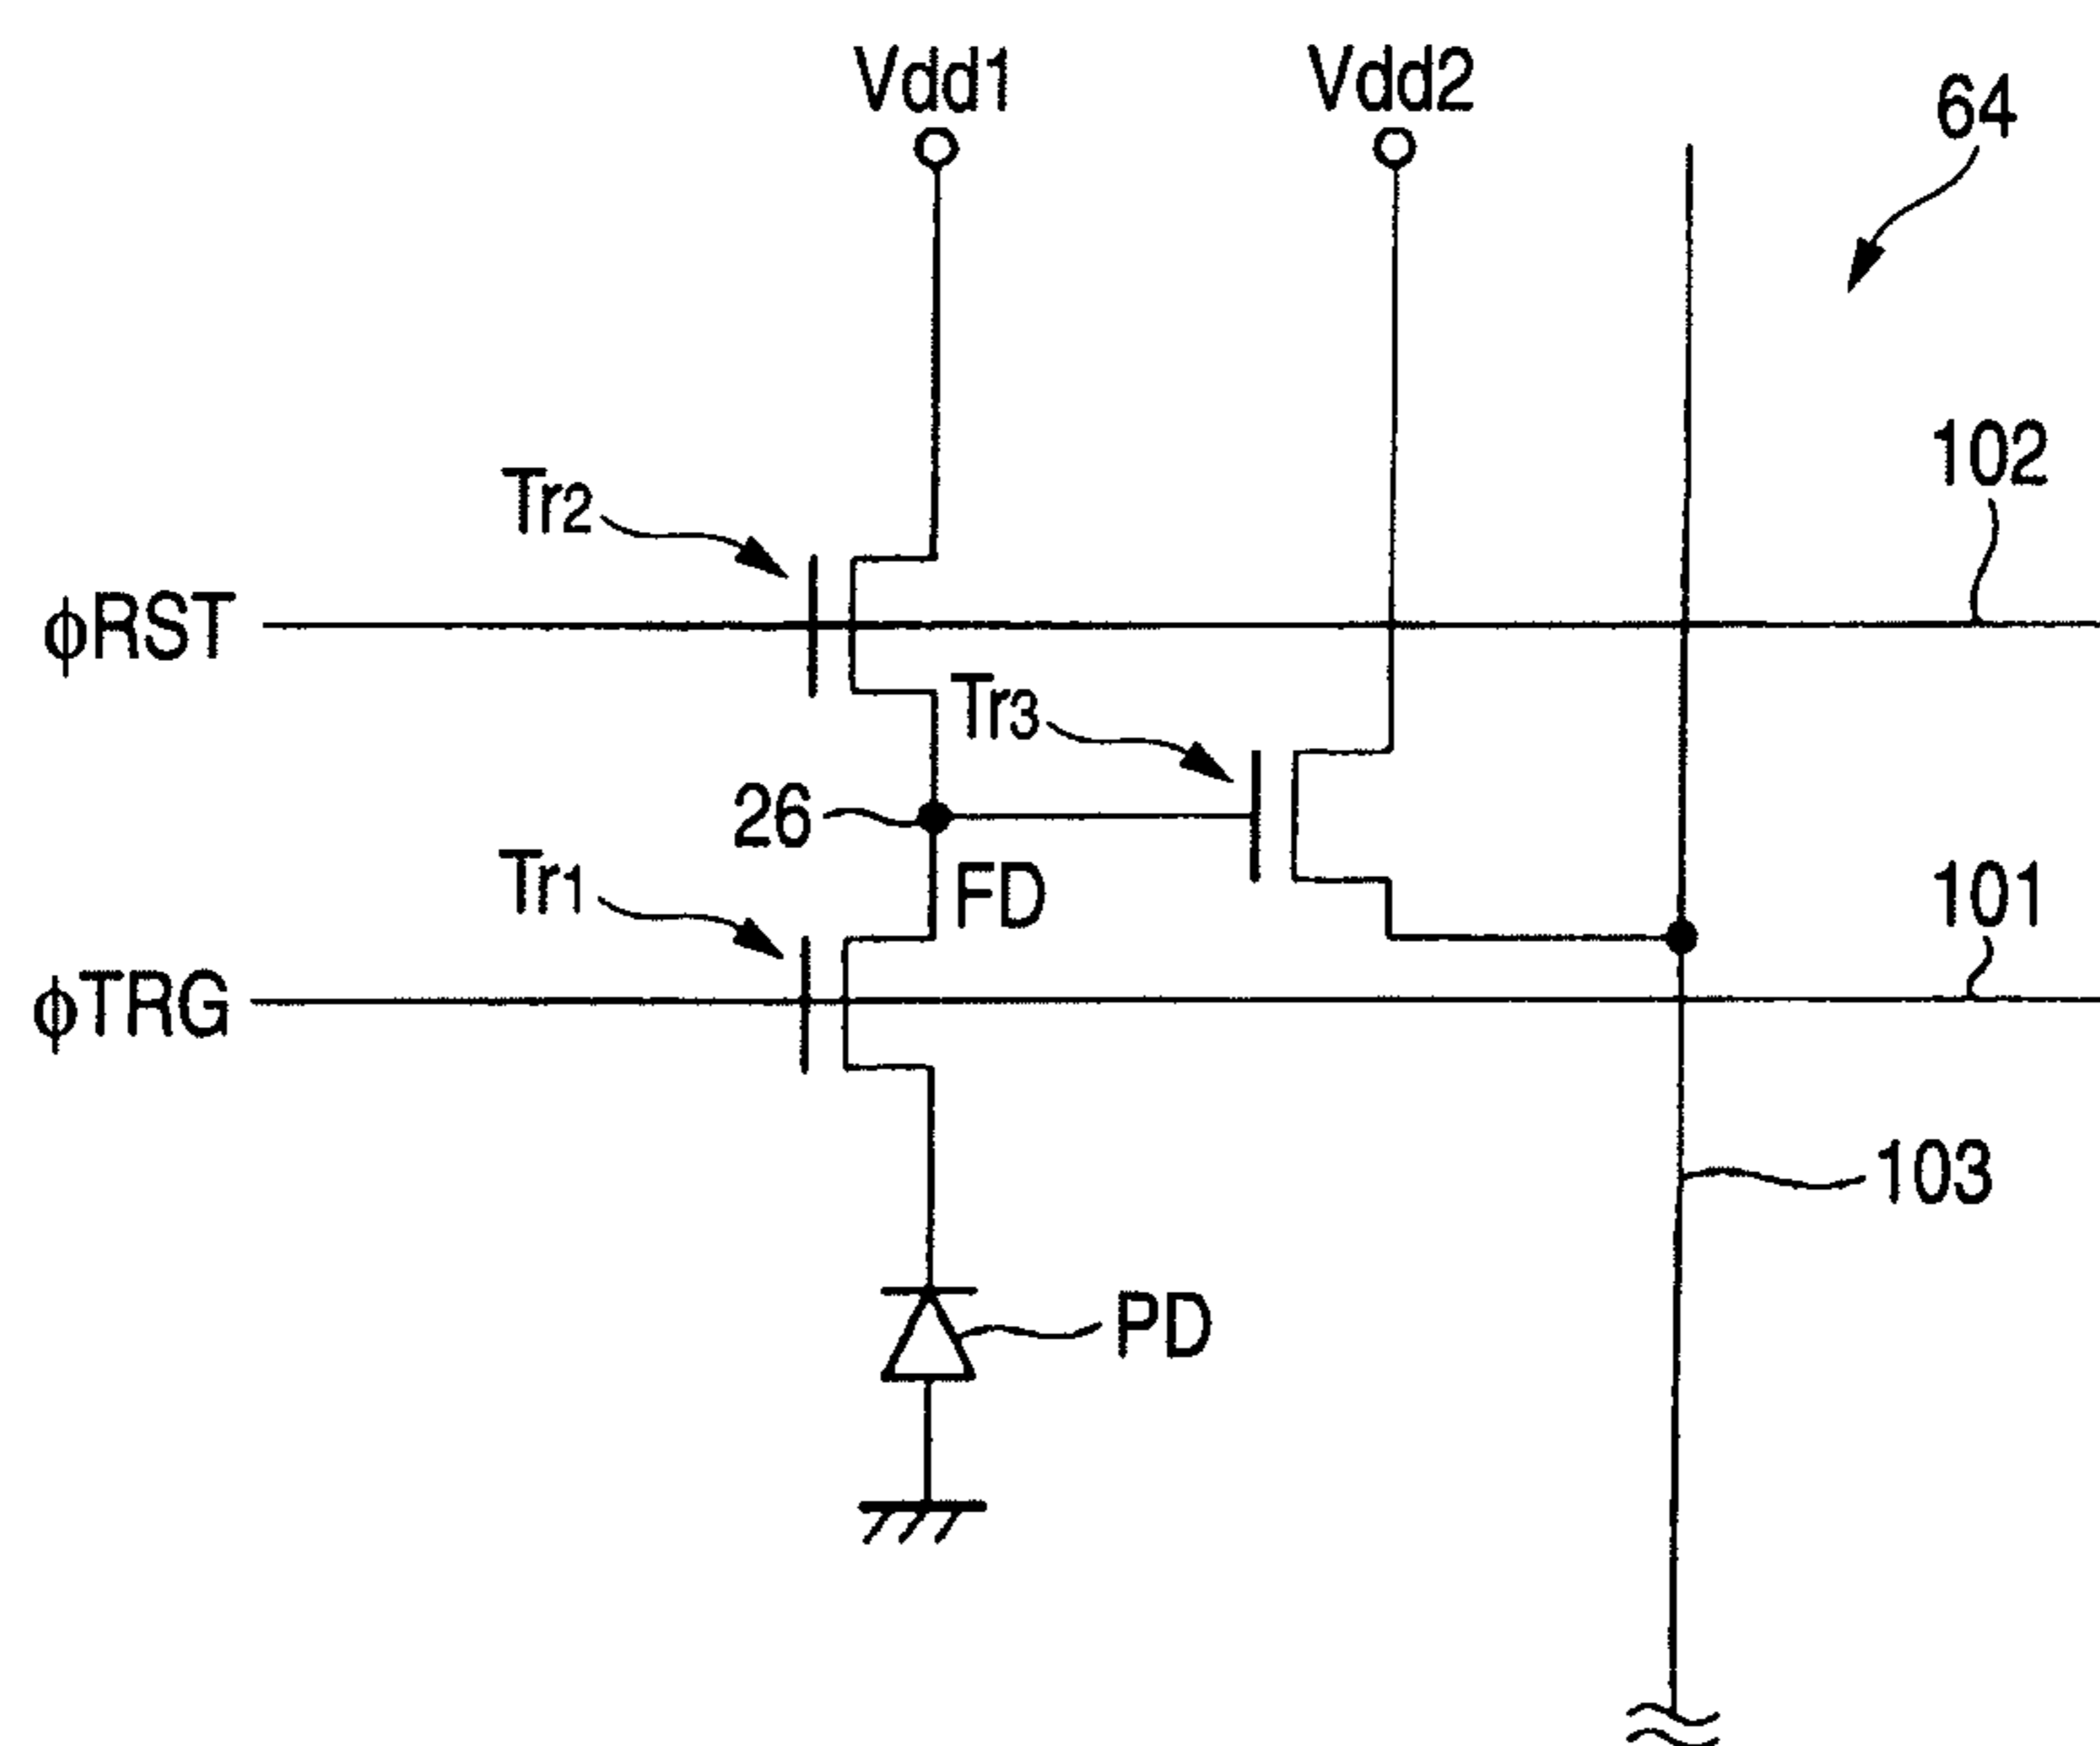 Vdd1
Vdd2
64
102
Tr2
φRST
Tr3
26
Tr1
FD
101
φTRG
103
PD